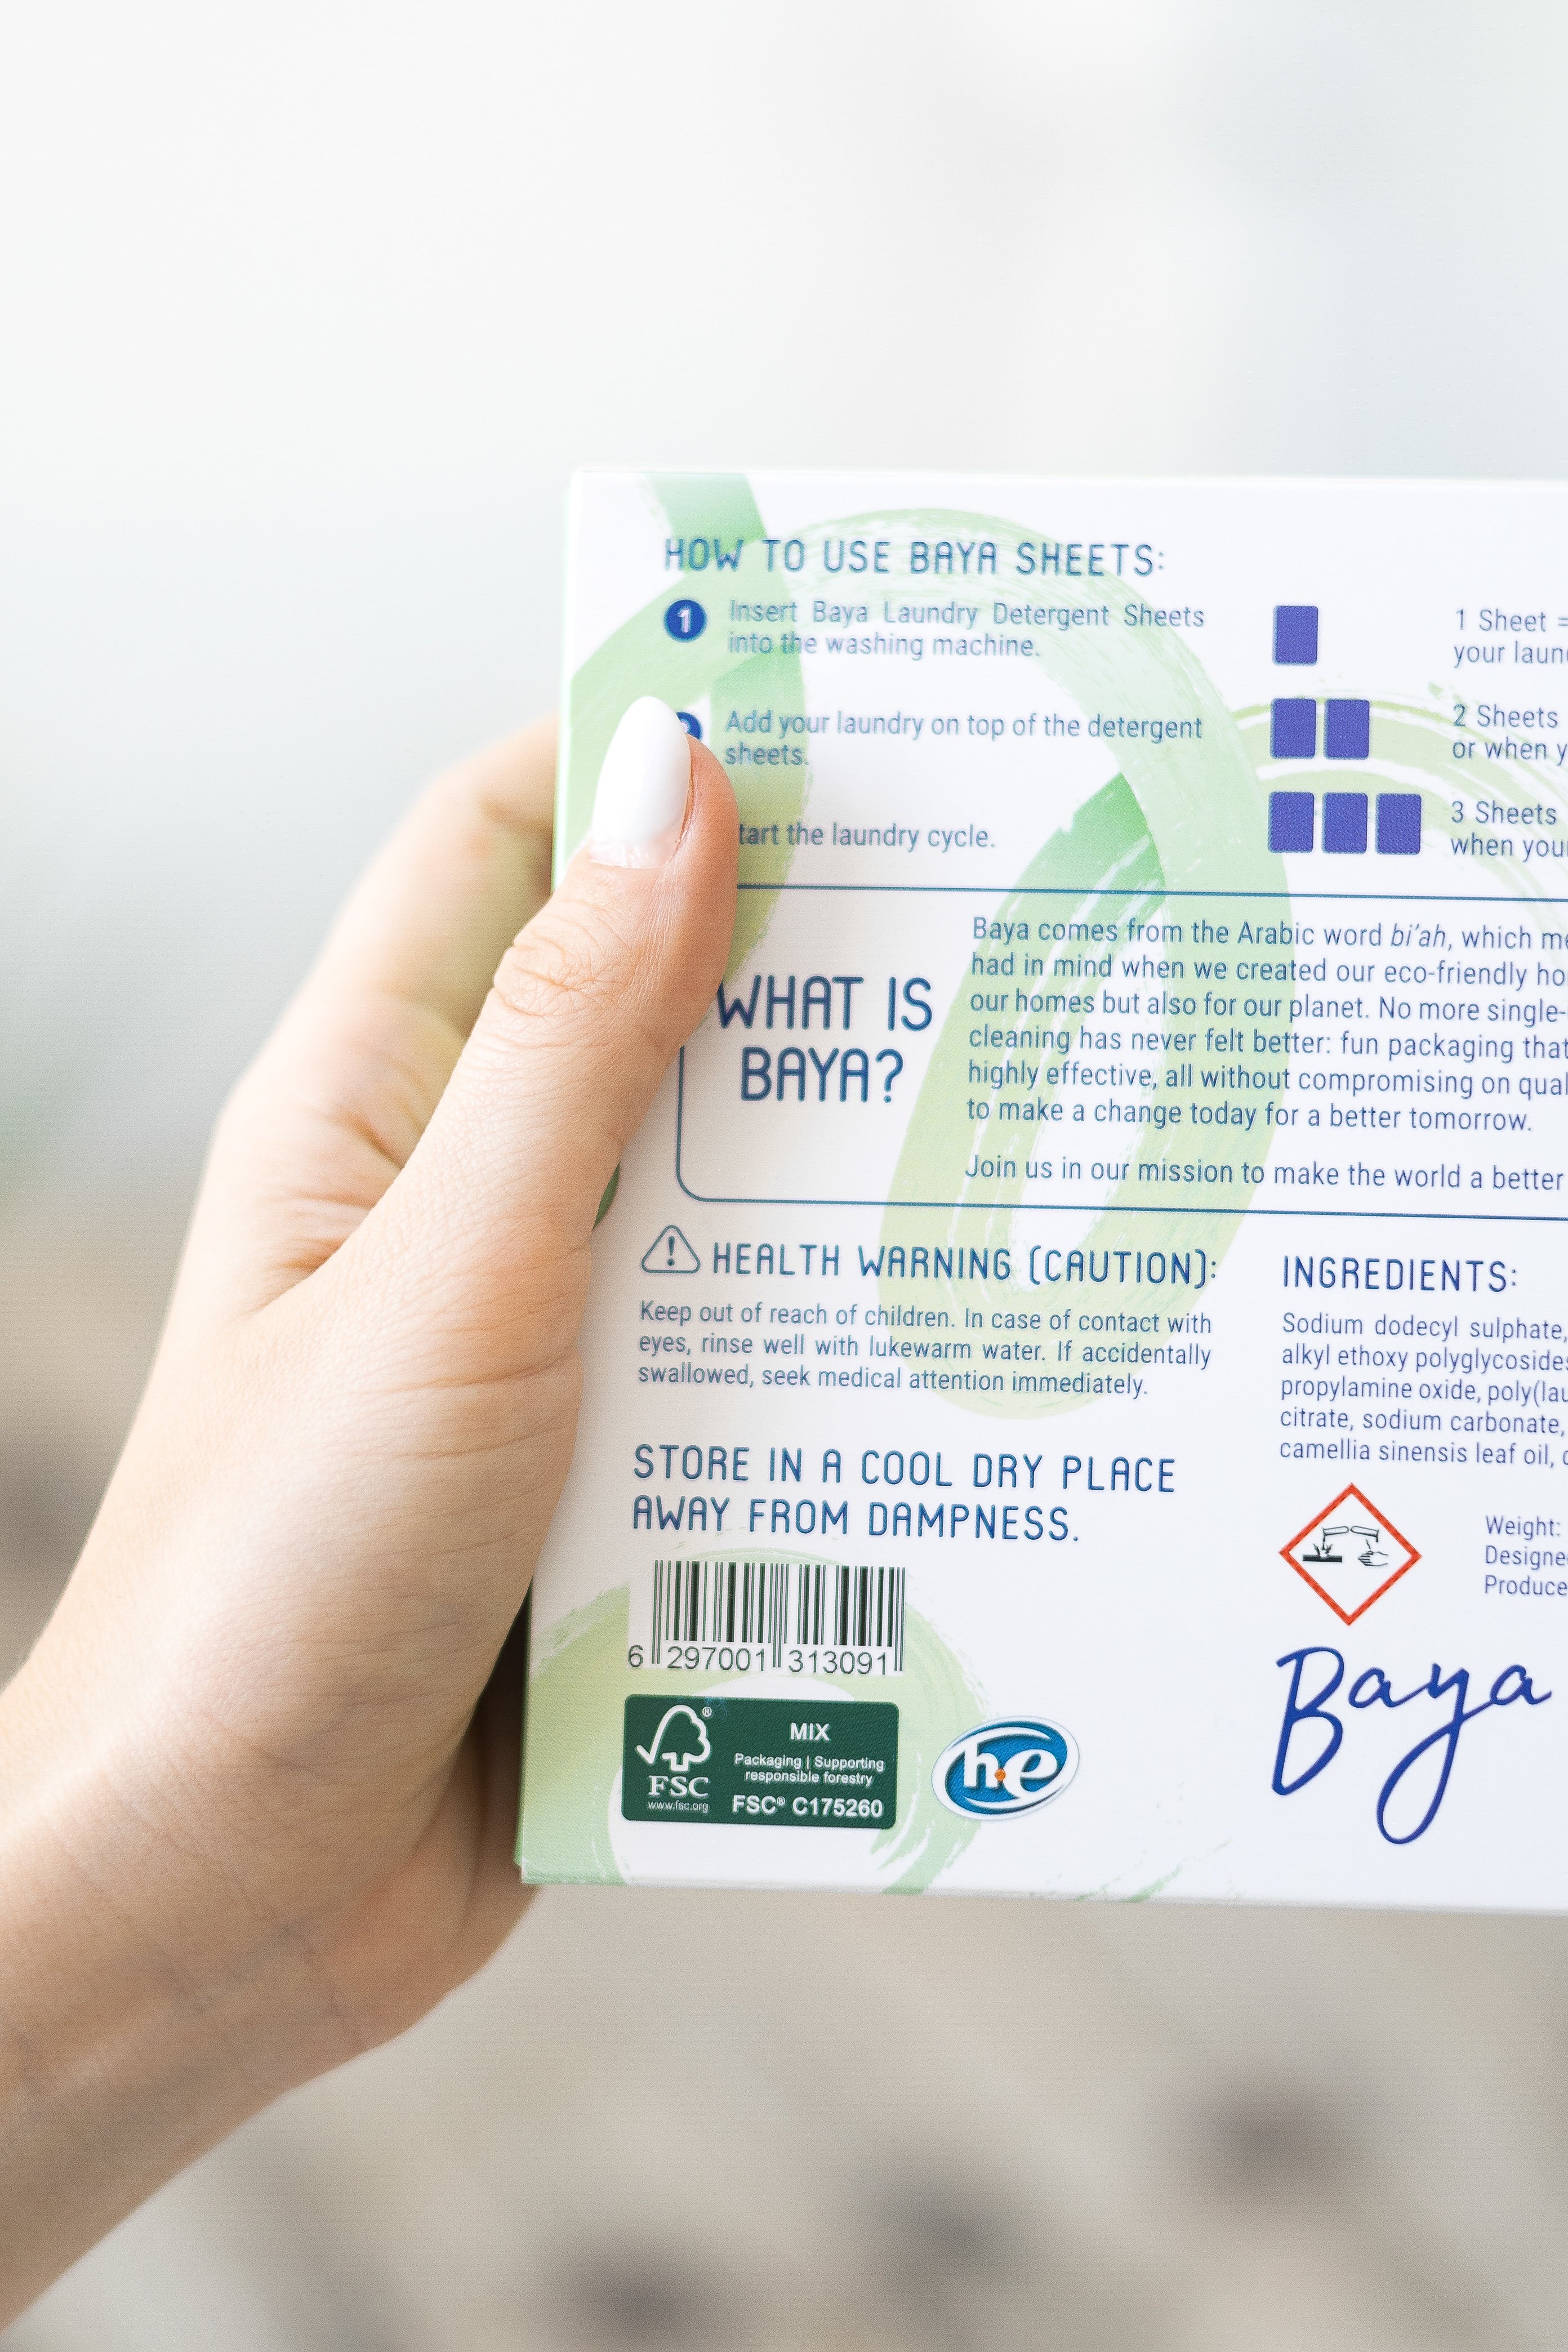 HOW TO USE BAYA SHEETS:
1 Insert Baya Laundry Detergent Sheets
into the washing machine.
Add your laundry on top of the detergent
sheets.
tart the laundry cycle.
1 Sheet =
your laun
2 Sheets
or when y
3 Sheets
when your
WHAT IS
BAYA?
Baya comes from the Arabic word bi'ah, which me
had in mind when we created our eco-friendly ho
our homes but also for our planet. No more single-
cleaning has never felt better: fun packaging that
highly effective, all without compromising on qual
to make a change today for a better tomorrow.
Join us in our mission to make the world a better
HEALTH WARNING (CAUTION):
Keep out of reach of children. In case of contact with
eyes, rinse well with lukewarm water. If accidentally
swallowed, seek medical attention immediately.
STORE IN A COOL DRY PLACE
AWAY FROM DAMPNESS.
6 297001 313091
FSC®
www.fsc.org
MIX
Packaging | Supporting
responsible forestry
FSC® C175260
he
INGREDIENTS:
Sodium dodecyl sulphate,
alkyl ethoxy polyglycosides
propylamine oxide, poly(lau
citrate, sodium carbonate,
camellia sinensis leaf oil,
Weight:
Designe
Produce
Baya